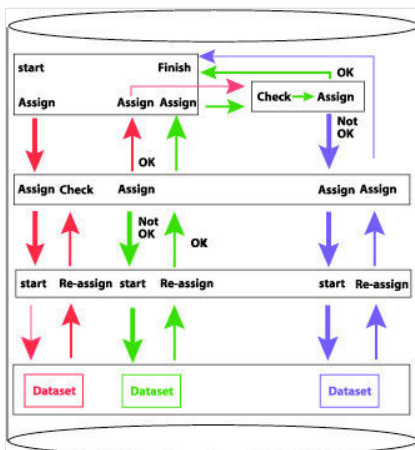 start Finish
OK
Assign Assign Assign
Check Assign
Not
OK
OK
Assign Check Assign Assign Assign
Not
OK
OK
start Re-assign start Re-assign start Re-assign
Dataset Dataset Dataset